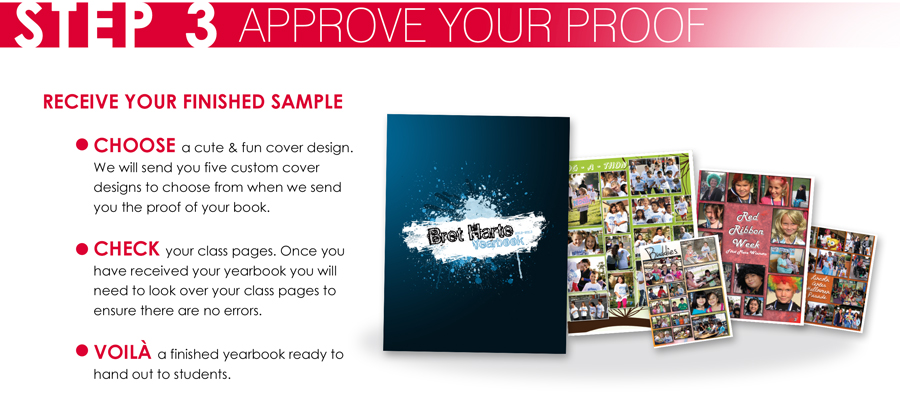 STEP 3 APPROVE YOUR PROOF
RECEIVE YOUR FINISHED SAMPLE
CHOOSE a cute & fun cover design.
We will send you five custom cover
designs to choose from when we send
you the proof of your book.
CHECK your class pages. Once you
have received your yearbook you will
need to look over your class pages to
ensure there are no errors.
VOILÀ a finished yearbook ready to
hand out to students.
Bret Harte
Yearbook
A - THON
Buddies
Red
Ribbon
Week